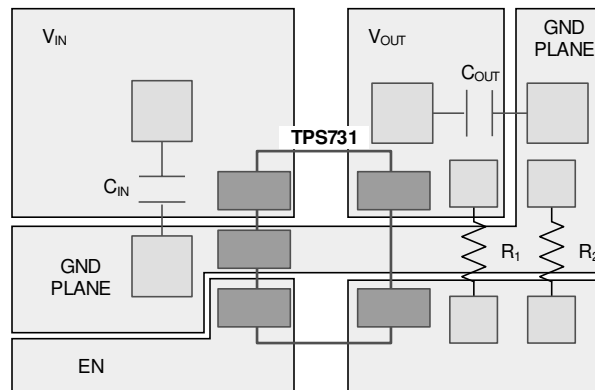 VIN
VOUT
GND
PLANE
COUT
TPS731
CIN
GND
PLANE
R1
R2
EN